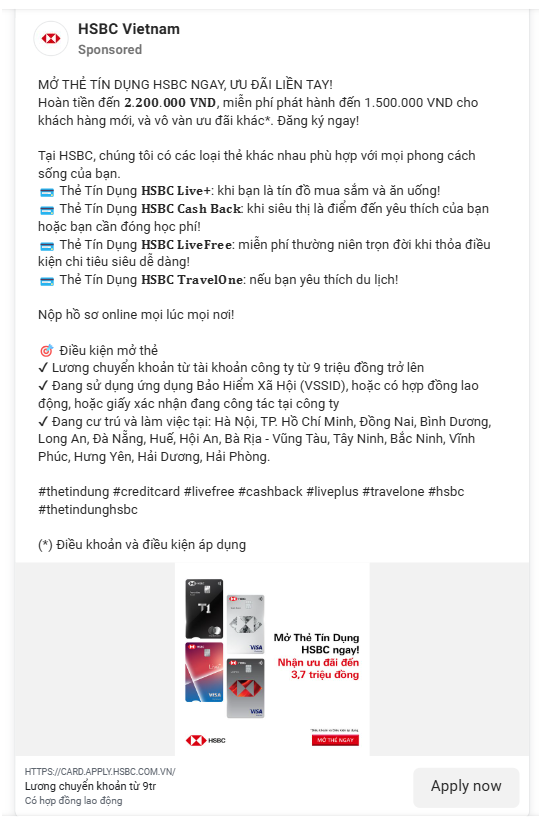 HSBC Vietnam
Sponsored
MỞ THẺ TÍN DỤNG HSBC NGAY, ƯU ĐÃI LIỀN TAY!
Hoàn tiền đến 2.200.000 VND, miễn phí phát hành đến 1.500.000 VND cho
khách hàng mới, và vô vàn ưu đãi khác*. Đăng ký ngay!
Tại HSBC, chúng tôi có các loại thẻ khác nhau phù hợp với mọi phong cách
sống của bạn.
Thẻ Tín Dụng HSBC Live+: khi bạn là tín đồ mua sắm và ăn uống!
Thẻ Tín Dụng HSBC Cash Back: khi siêu thị là điểm đến yêu thích của bạn
hoặc bạn cần đóng học phí!
Thẻ Tín Dụng HSBC LiveFree: miễn phí thường niên trọn đời khi thỏa điều
kiện chi tiêu siêu dễ dàng!
Thẻ Tín Dụng HSBC TravelOne: nếu bạn yêu thích du lịch!
Nộp hồ sơ online mọi lúc mọi nơi!
🎯 Điều kiện mở thẻ
✓ Lương chuyển khoản từ tài khoản công ty từ 9 triệu đồng trở lên
✓ Đang sử dụng ứng dụng Bảo Hiểm Xã Hội (VSSID), hoặc có hợp đồng lao
động, hoặc giấy xác nhận đang công tác tại công ty
✓ Đang cư trú và làm việc tại: Hà Nội, TP. Hồ Chí Minh, Đồng Nai, Bình Dương,
Long An, Đà Nẵng, Huế, Hội An, Bà Rịa - Vũng Tàu, Tây Ninh, Bắc Ninh, Vĩnh
Phúc, Hưng Yên, Hải Dương, Hải Phòng.
#thetindung #creditcard #livefree #cashback #liveplus #travelone #hsbc
#thetindunghsbc
(*) Điều khoản và điều kiện áp dụng
HSBC
T1
HSBC
VISA
HSBC
Live+
VISA
HSBC
VISA
Mở Thẻ Tín Dụng
HSBC ngay!
Nhận ưu đãi đến
3,7 triệu đồng
HSBC
MỞ THẺ NGAY
HTTPS://CARD.APPLY.HSBC.COM.VN/
Lương chuyển khoản từ 9tr
Có hợp đồng lao động
Apply now